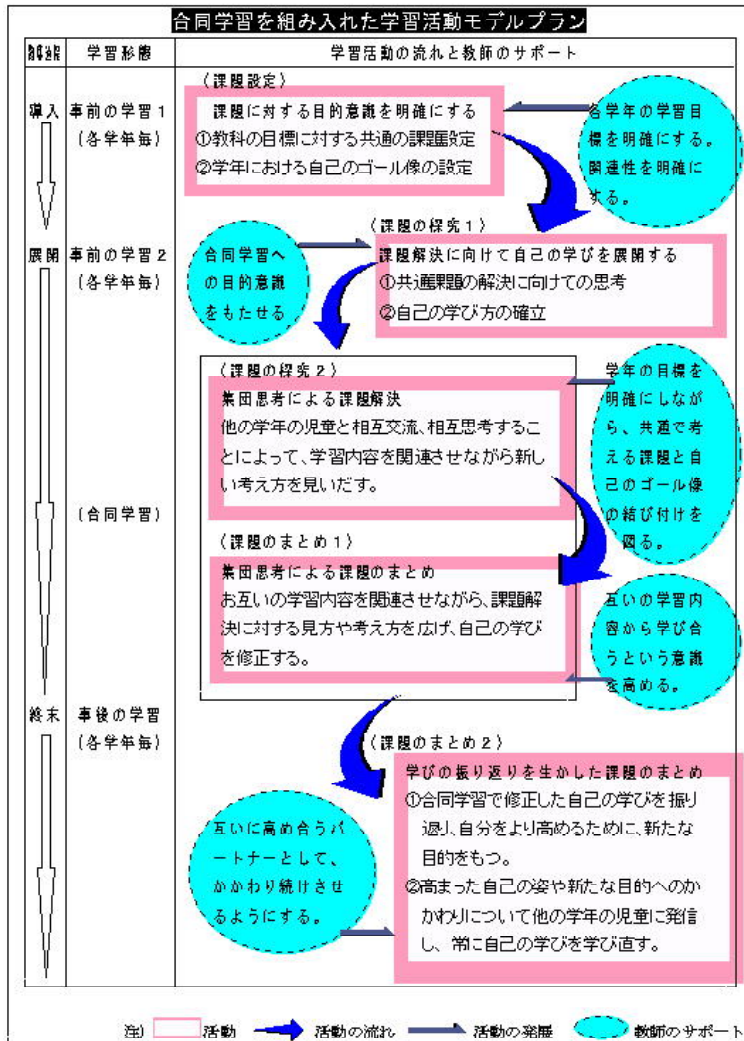 合同学習を組み入れた学習活動モデルプラン
学習形態
学習活動の流れと教師のサポート
導入
事前の学習1
(各学年毎)
(課題設定)
課題に対する目的意識を明確にする
①教科の目標に対する共通の課題設定
②学年における自己のゴール像の設定
各学年の学習目
標を明確にする。
関連性を明確に
する。
展開
事前の学習2
(各学年毎)
合同学習へ
の目的意識
をもたせる
(課題の探究1)
課題解決に向けて自己の学びを展開する
①共通課題の解決に向けての思考
②自己の学び方の確立
(合同学習)
(課題の探究2)
集団思考による課題解決
他の学年の児童と相互交流、相互思考するこ
とによって、学習内容を関連させながら新し
い考え方を見いだす。
学年の目標を
明確にしなが
ら、共通で考
える課題と自
己のゴール像
の結び付けを
図る。
(課題のまとめ1)
集団思考による課題のまとめ
お互いの学習内容を関連させながら、課題解
決に対する見方や考え方を広げ、自己の学び
を修正する。
互いの学習内
容から学び合
うという意識
を高める。
終末
事後の学習
(各学年毎)
(課題のまとめ2)
学びの振り返りを生かした課題のまとめ
①合同学習で修正した自己の学びを振り
返り、自分をより高めるために、新たな
目的をもつ。
②高まった自己の姿や新たな目的へのか
かわりについて他の学年の児童に発信
し、常に自己の学びを学び直す。
互いに高め合うパ
ートナーとして、
かかわり続けさせ
るようにする。
注) 活動 活動の流れ 活動の発展 教師のサポート